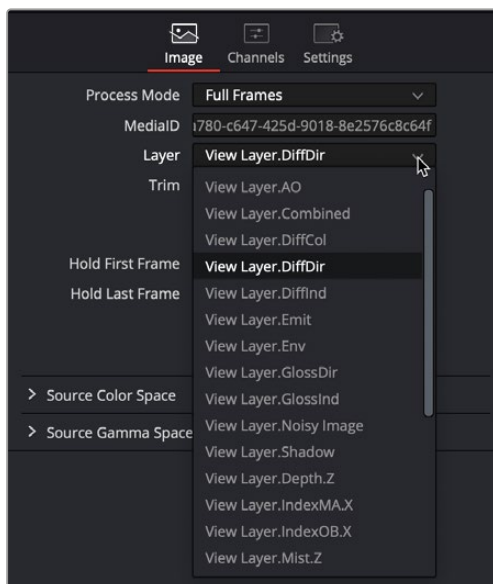 Image Channels Settings
Process Mode Full Frames
MediaID 780-c647-425d-9018-8e2576c8c64f
Layer View Layer.DiffDir
Trim View Layer.AO
View Layer.Combined
View Layer.DiffCol
Hold First Frame View Layer.DiffDir
Hold Last Frame View Layer.DiffInd
View Layer.Emit
View Layer.Env
View Layer.GlossDir
> Source Color Space View Layer.GlossInd
> Source Gamma Space View Layer.Noisy Image
View Layer.Shadow
View Layer.Depth.Z
View Layer.IndexMA.X
View Layer.IndexOB.X
View Layer.Mist.Z